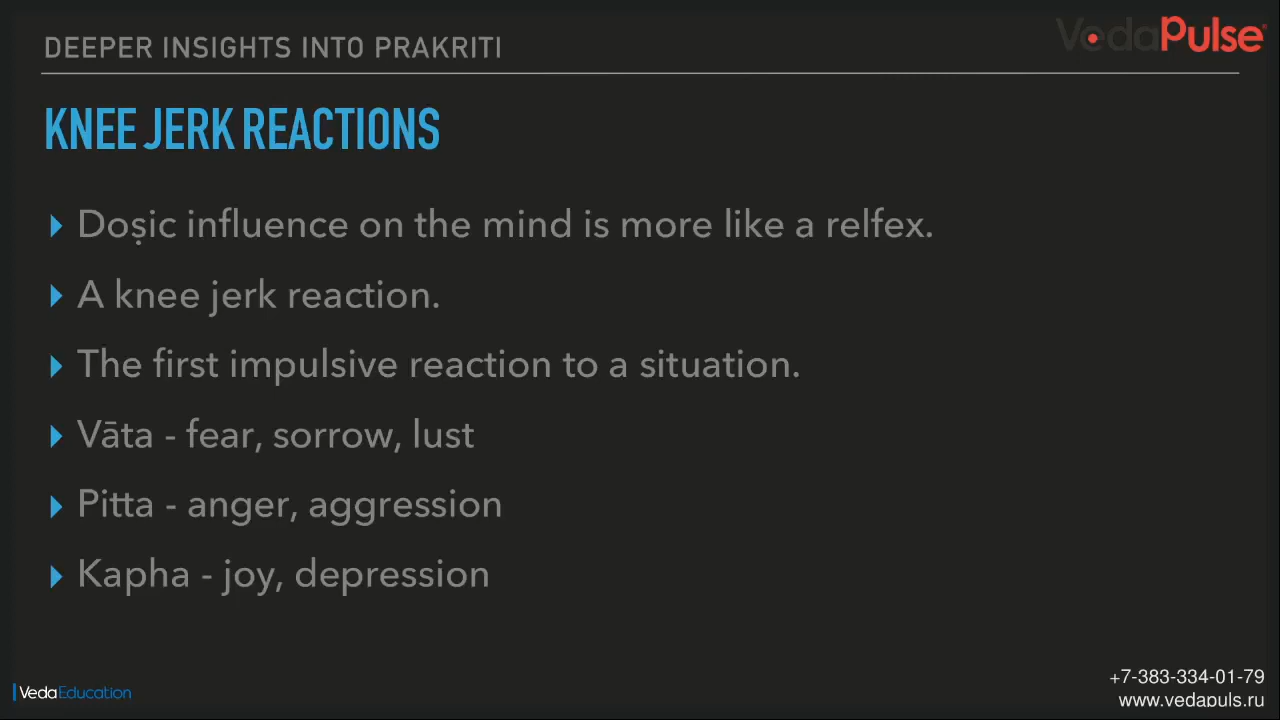 DEEPER INSIGHTS INTO PRAKRITI
VedaPulse®
KNEE JERK REACTIONS
Doṣic influence on the mind is more like a relfex.
A knee jerk reaction.
The first impulsive reaction to a situation.
Vāta - fear, sorrow, lust
Pitta - anger, aggression
Kapha - joy, depression
VedaEducation
+7-383-334-01-79
www.vedapuls.ru